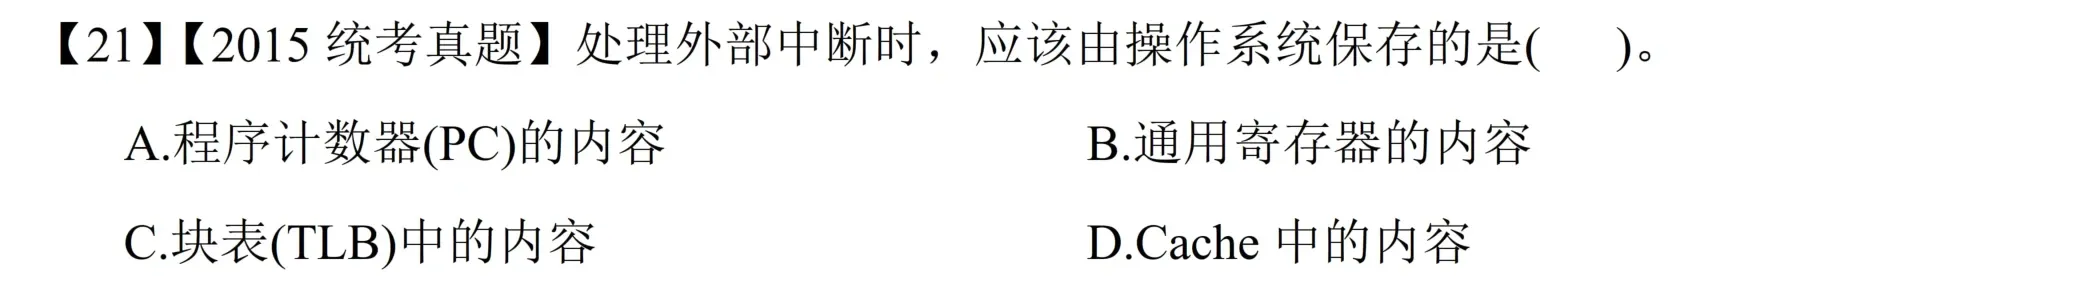 【21】【2015 统考真题】处理外部中断时，应该由操作系统保存的是(  )。
A.程序计数器(PC)的内容
B.通用寄存器的内容
C.块表(TLB)中的内容
D.Cache 中的内容